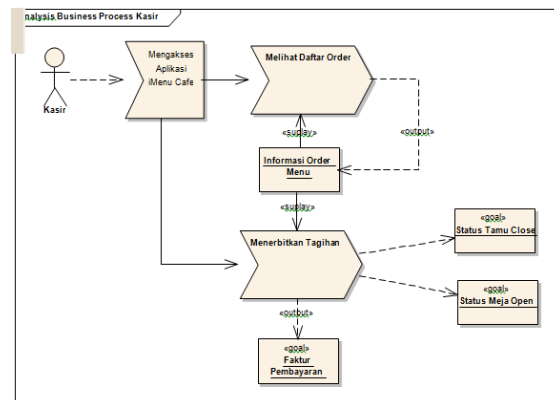 analysis Business Process Kasir
Mengakses
Aplikasi
iMenu Cafe
Melihat Daftar Order
Kasir
«suplay»
«output»
Informasi Order
Menu
«suplay»
Menerbitkan Tagihan
«goal»
Status Tamu Close
«goal»
Status Meja Open
«output»
«goal»
Faktur
Pembayaran